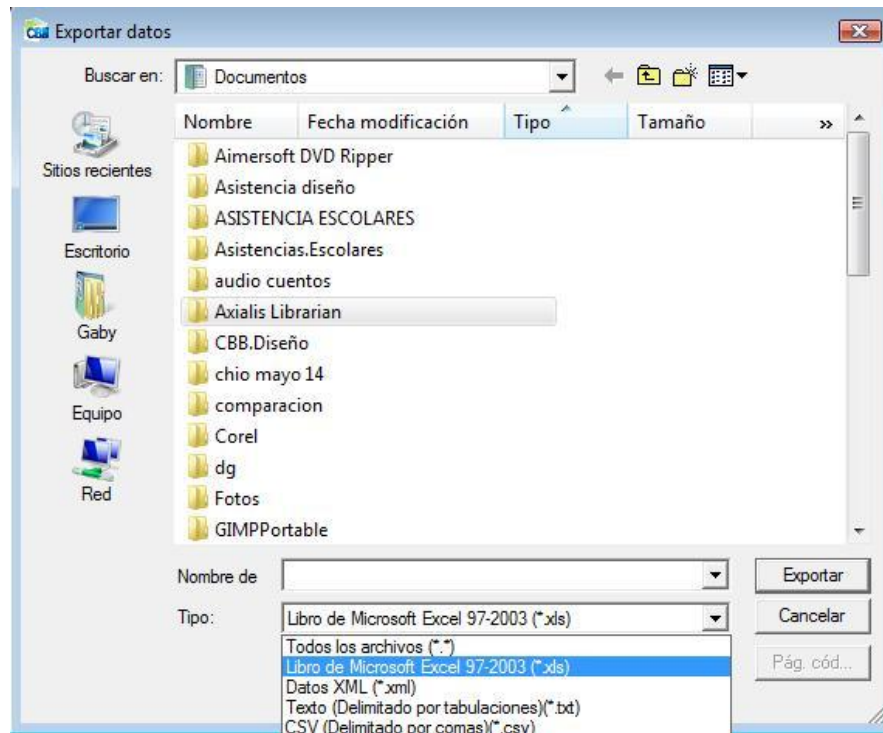 CBB Exportar datos
Buscar en: Documentos
Nombre Fecha modificación Tipo Tamaño »
Sitios recientes
Escritorio
Gaby
Equipo
Red
Aimersoft DVD Ripper
Asistencia diseño
ASISTENCIA ESCOLARES
Asistencias.Escolares
audio cuentos
Axialis Librarian
CBB.Diseño
chio mayo 14
comparacion
Corel
dg
Fotos
GIMPPortable
Nombre de
Exportar
Tipo: Libro de Microsoft Excel 97-2003 (*.xls)
Cancelar
Todos los archivos (*.*)
Libro de Microsoft Excel 97-2003 (*.xls)
Datos XML (*.xml)
Texto (Delimitado por tabulaciones)(*.txt)
CSV (Delimitado por comas)(*.csv)
Pág. cód...